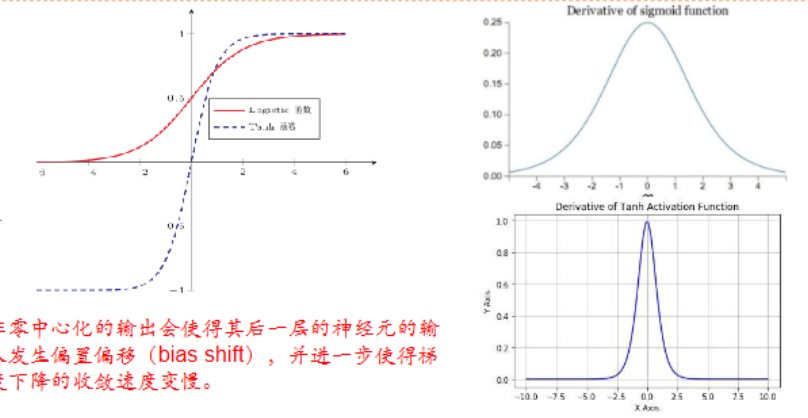 1
0.5
Logistic 函数
Tanh 函数
-6 -4 -2 2 4 6
0.5
-1
零中心化的输出会使得其后一层的神经元的输
发生偏置偏移（bias shift），并进一步使得梯
下降的收敛速度变慢。
Derivative of sigmoid function
0.25
0.20
0.15
0.10
0.05
0.00
-4 -3 -2 -1 0 1 2 3 4
Derivative of Tanh Activation Function
1.0
0.8
0.6
0.4
0.2
0.0
Y Axis
-10.0 -7.5 -5.0 -2.5 0.0 2.5 5.0 7.5 10.0
X Axis